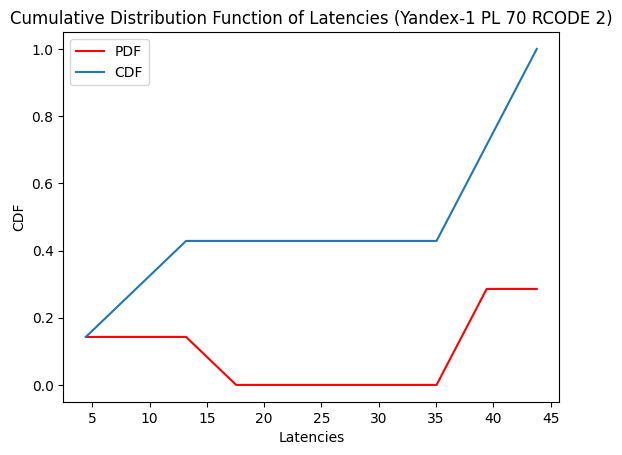 Cumulative Distribution Function of Latencies (Yandex-1 PL 70 RCODE 2)
PDF
CDF
CDF
1.0
0.8
0.6
0.4
0.2
0.0
5 10 15 20 25 30 35 40 45
Latencies